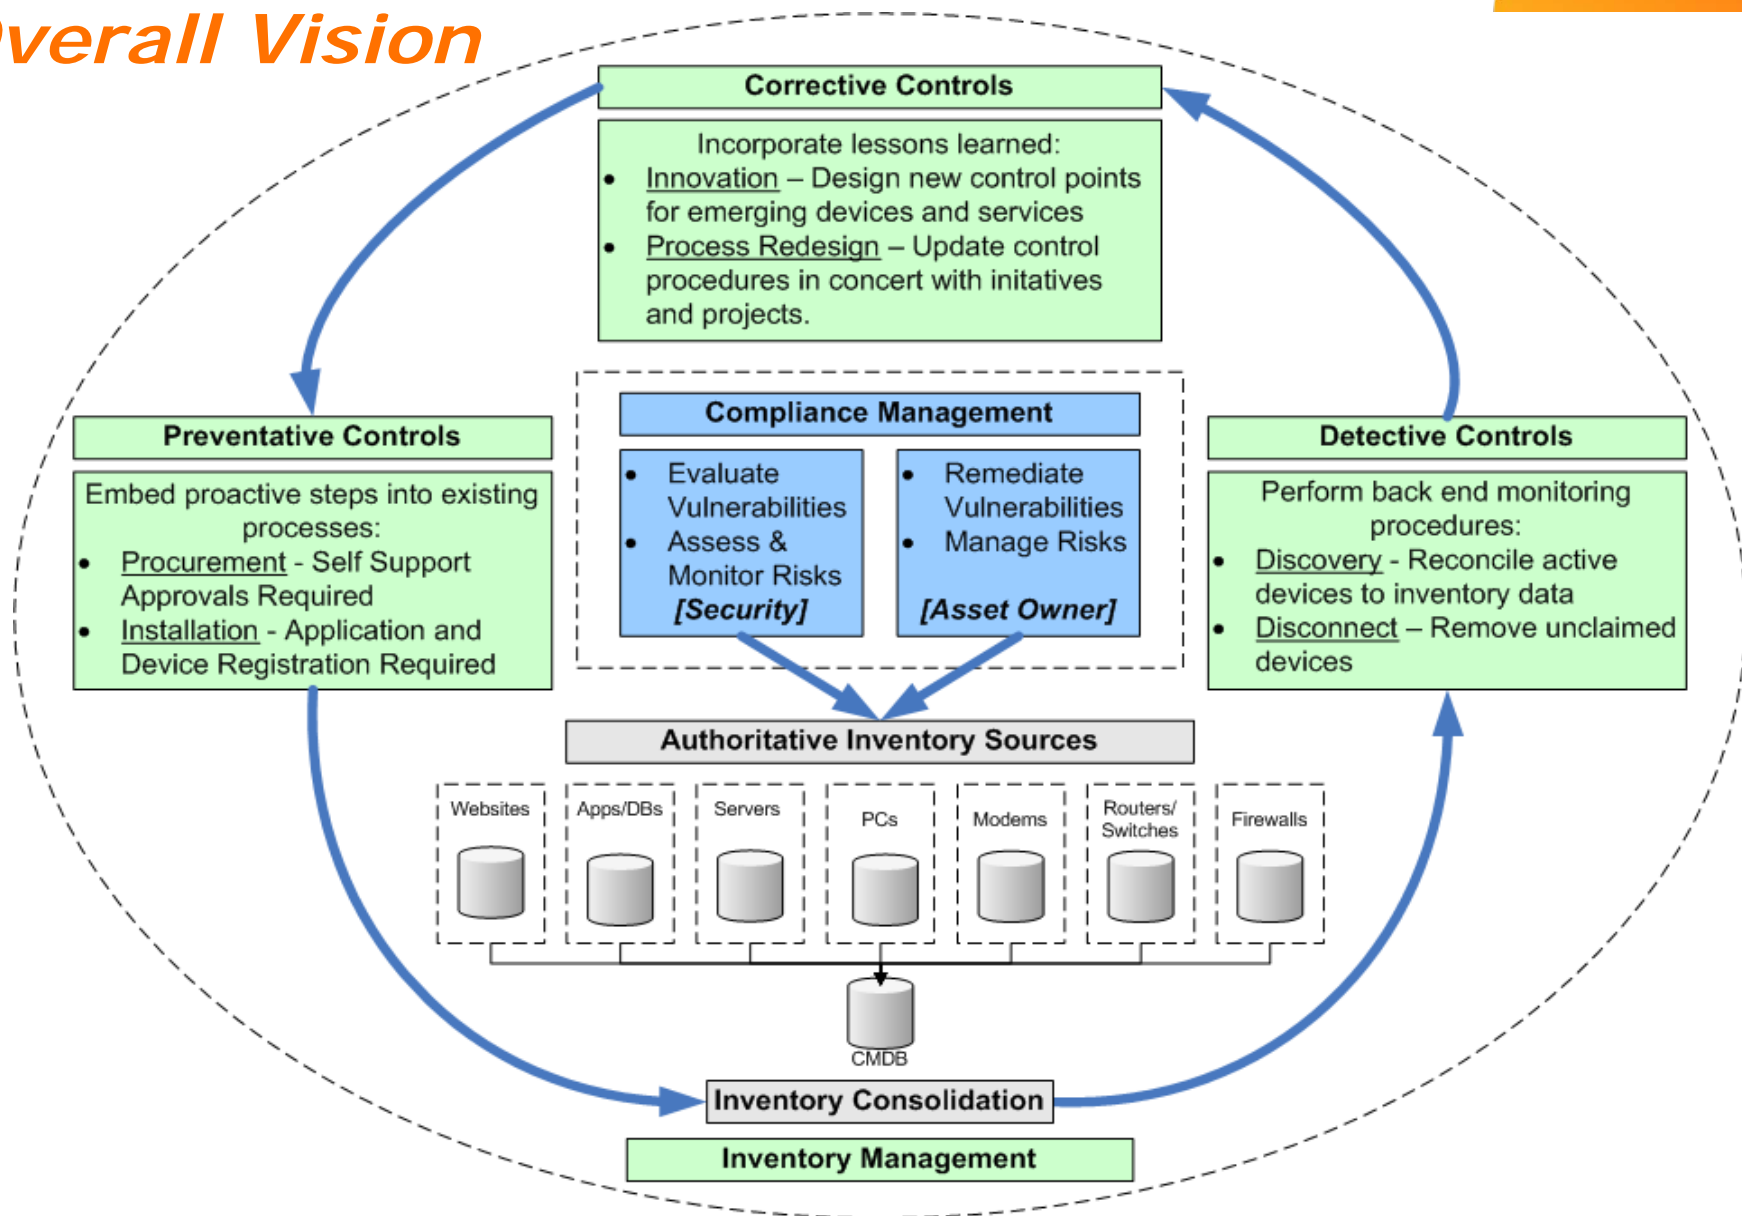 verall Vision
Corrective Controls
Incorporate lessons learned:
• Innovation – Design new control points
for emerging devices and services
• Process Redesign – Update control
procedures in concert with initatives
and projects.
Preventative Controls
Embed proactive steps into existing
processes:
• Procurement - Self Support
Approvals Required
• Installation - Application and
Device Registration Required
Compliance Management
• Evaluate
Vulnerabilities
• Assess &
Monitor Risks
[Security]
• Remediate
Vulnerabilities
• Manage Risks
[Asset Owner]
Detective Controls
Perform back end monitoring
procedures:
• Discovery - Reconcile active
devices to inventory data
• Disconnect – Remove unclaimed
devices
Authoritative Inventory Sources
Websites
Apps/DBs
Servers
PCs
Modems
Routers/
Switches
Firewalls
CMDB
Inventory Consolidation
Inventory Management